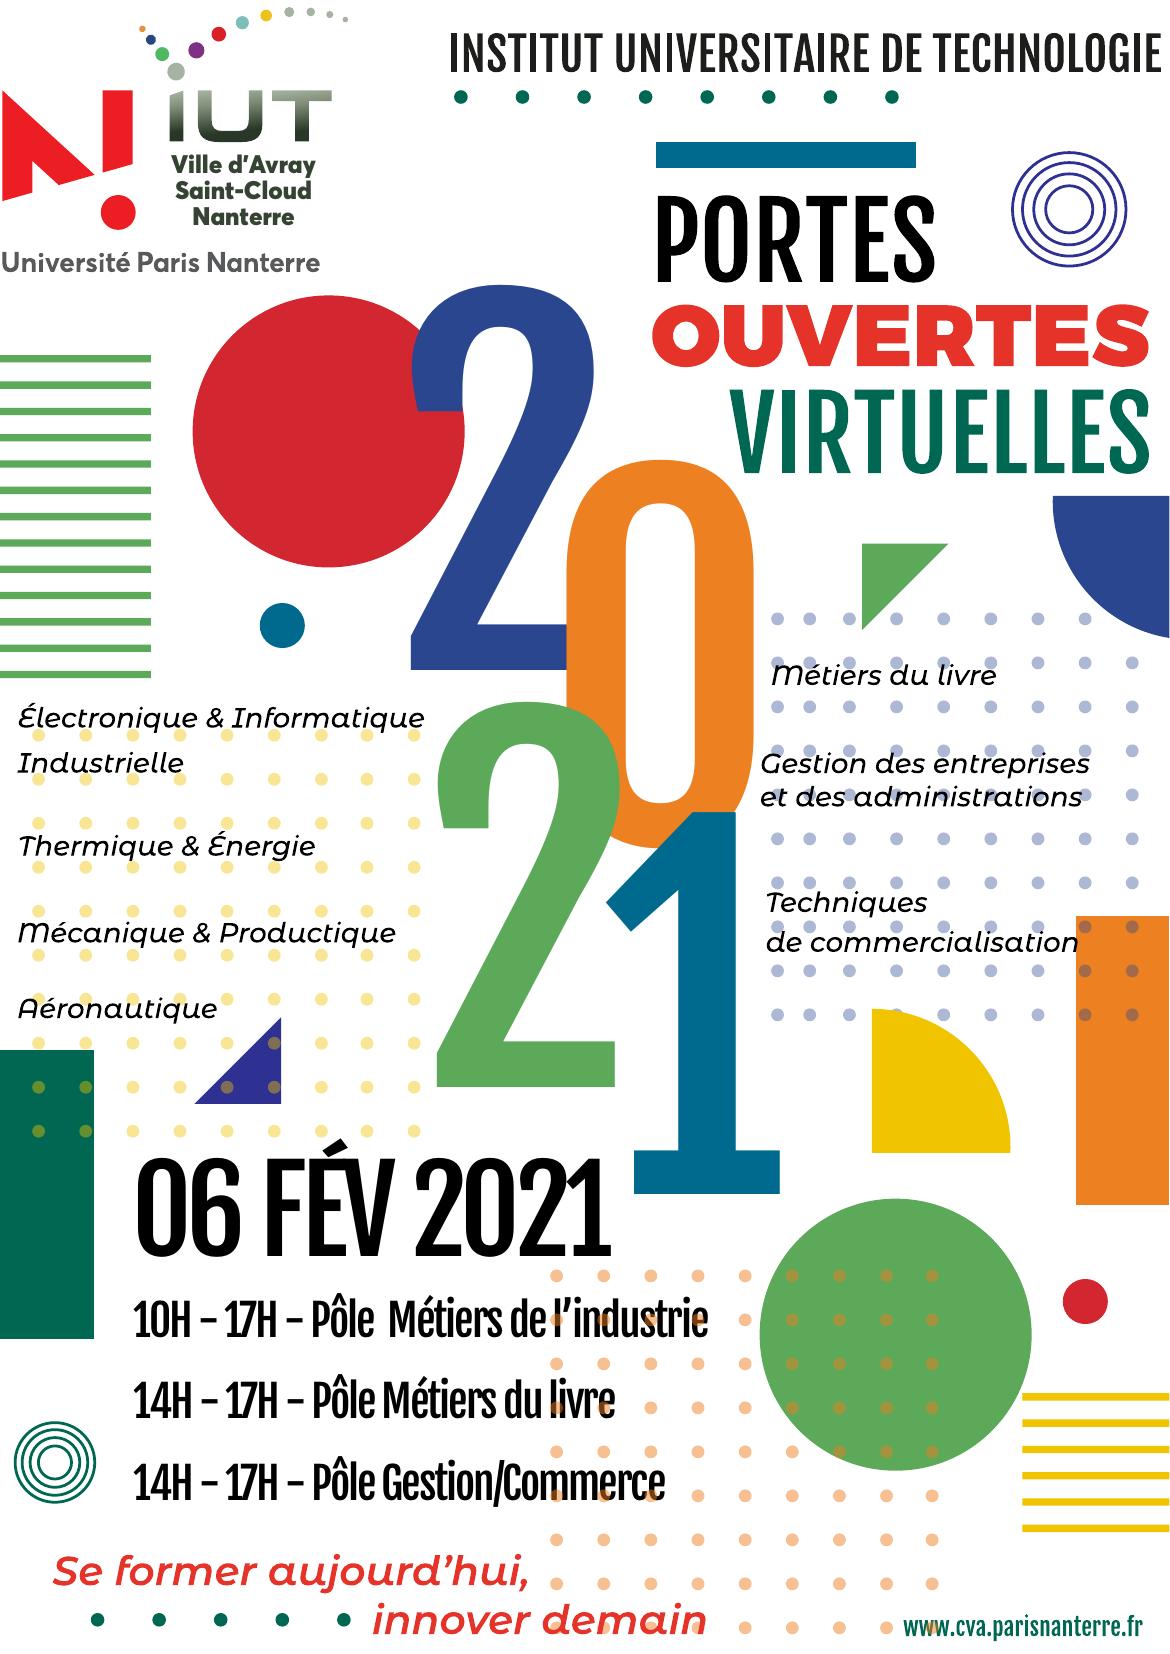 IUT
Ville d’Avray
Saint-Cloud
Nanterre
Université Paris Nanterre
INSTITUT UNIVERSITAIRE DE TECHNOLOGIE
PORTES
OUVERTES
VIRTUELLES
2021
Électronique & Informatique
Industrielle
Thermique & Énergie
Mécanique & Productique
Aéronautique
Métiers du livre
Gestion des entreprises
et des administrations
Techniques
de commercialisation
06 FÉV 2021
10H – 17H – Pôle Métiers de l’industrie
14H – 17H – Pôle Métiers du livre
14H – 17H – Pôle Gestion/Commerce
Se former aujourd’hui,
innover demain
www.cva.parisnanterre.fr